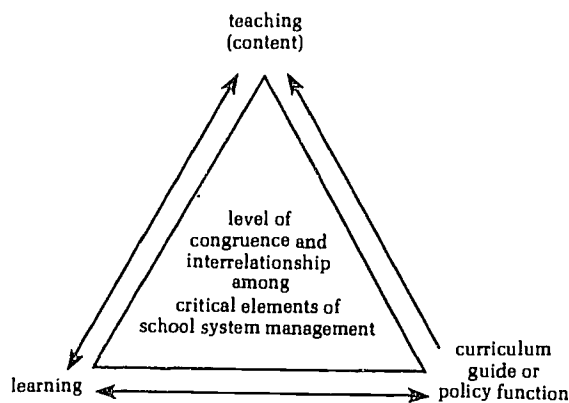 teaching
(content)
level of
congruence and
interrelationship
among
critical elements of
school system management
learning
curriculum
guide or
policy function